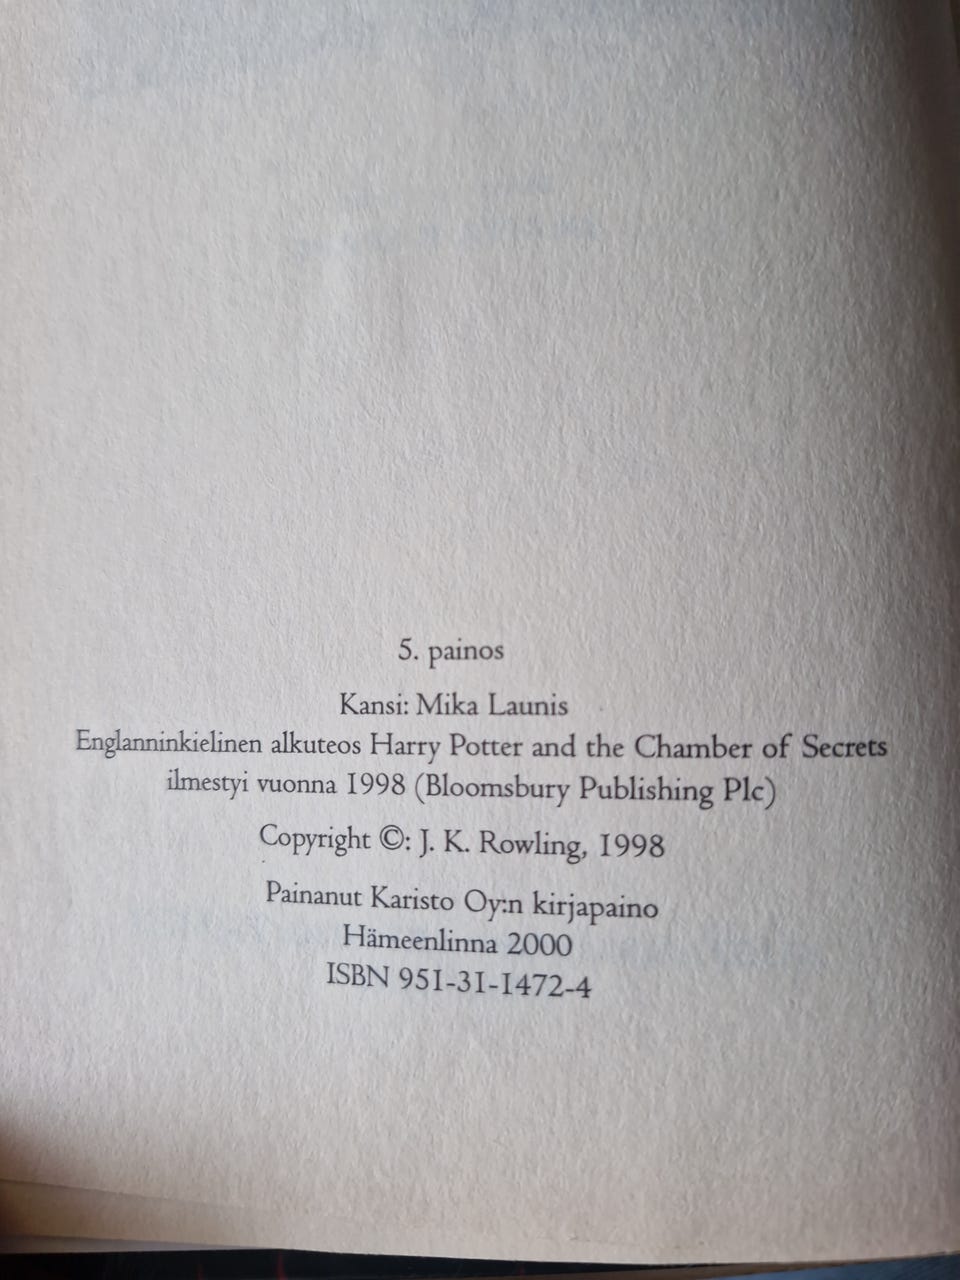 5. painos
Kansi: Mika Launis
Englanninkielinen alkuteos Harry Potter and the Chamber of Secrets
ilmestyi vuonna 1998 (Bloomsbury Publishing Plc)
Copyright ©: J. K. Rowling, 1998
Painanut Karisto Oy:n kirjapaino
Hämeenlinna 2000
ISBN 951-31-1472-4